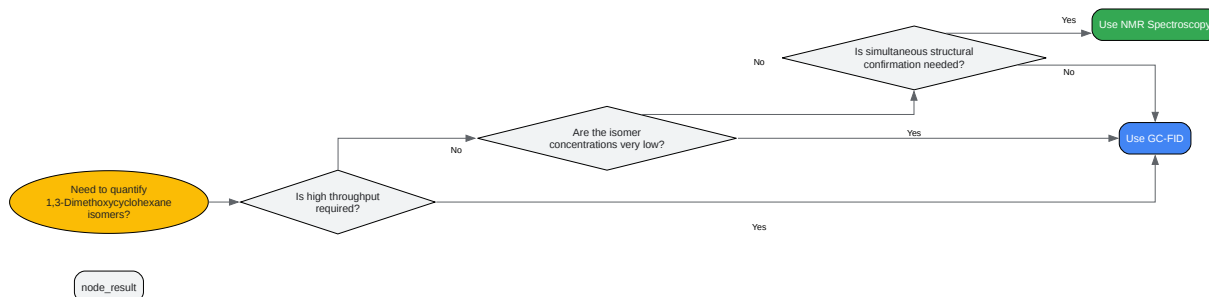 Yes
Use NMR Spectroscopy
Is simultaneous structural
confirmation needed?
No
No
Are the isomer
concentrations very low?
Yes
Use GC-FID
No
Need to quantify
1,3-Dimethoxycyclohexane
isomers?
Is high throughput
required?
Yes
node_result